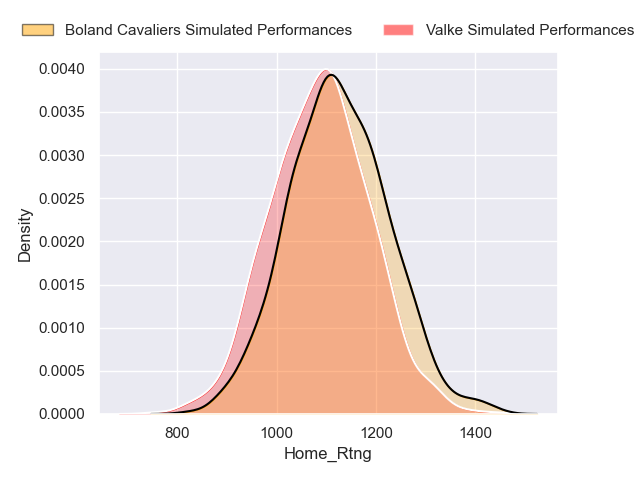 Boland Cavaliers Simulated Performances Valke Simulated Performances
0.0040
0.0035
0.0030
0.0025
0.0020
0.0015
0.0010
0.0005
0.0000
Density
800 1000 1200 1400
Home_Rtng